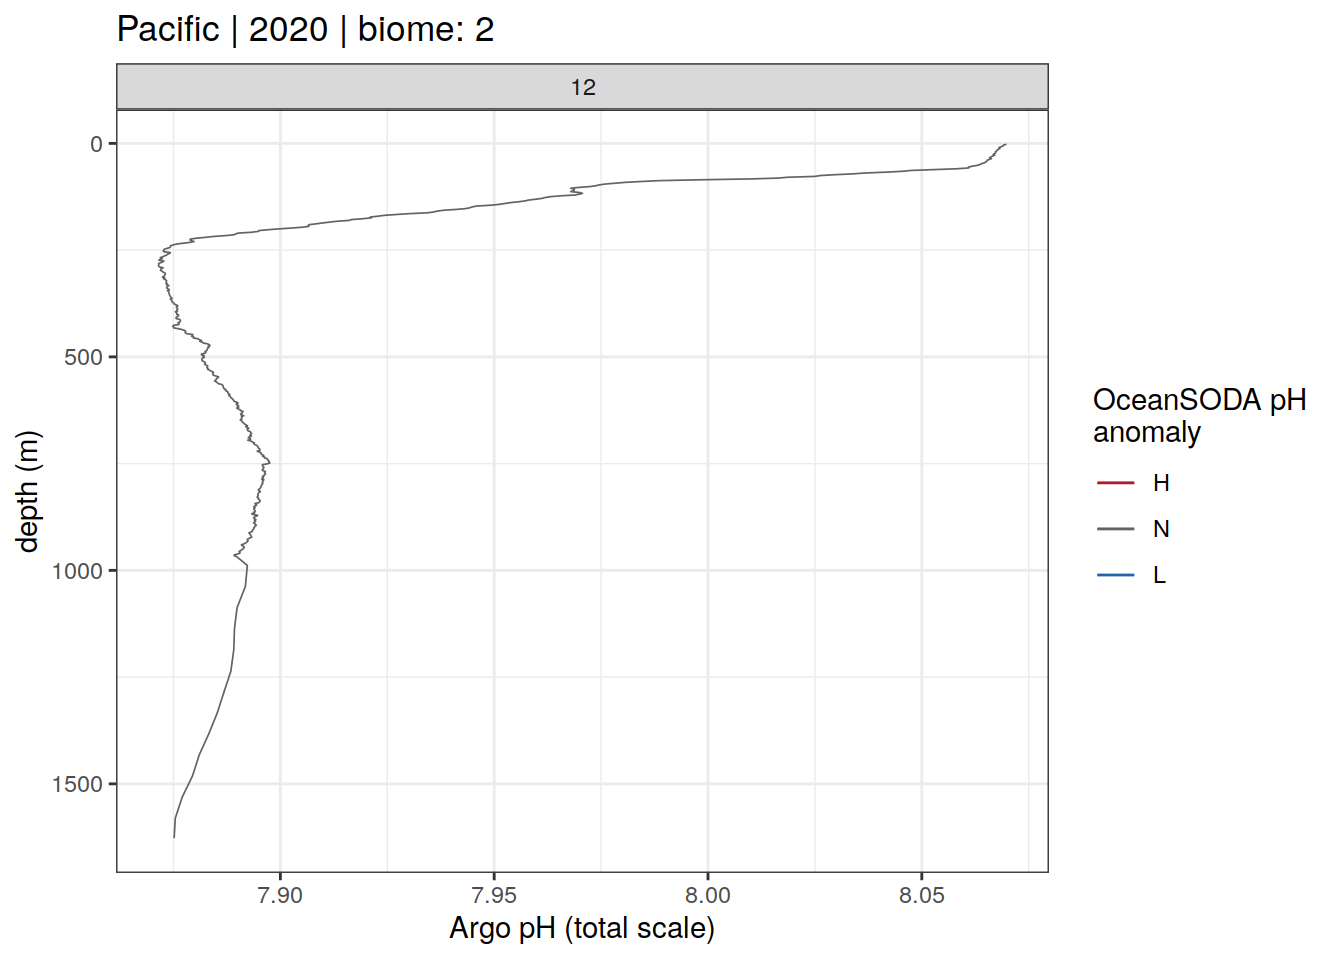 Pacific | 2020 | biome: 2
12
0
500
1000
1500
depth (m)
7.90
7.95
8.00
8.05
Argo pH (total scale)
OceanSODA pH
anomaly
H
N
L